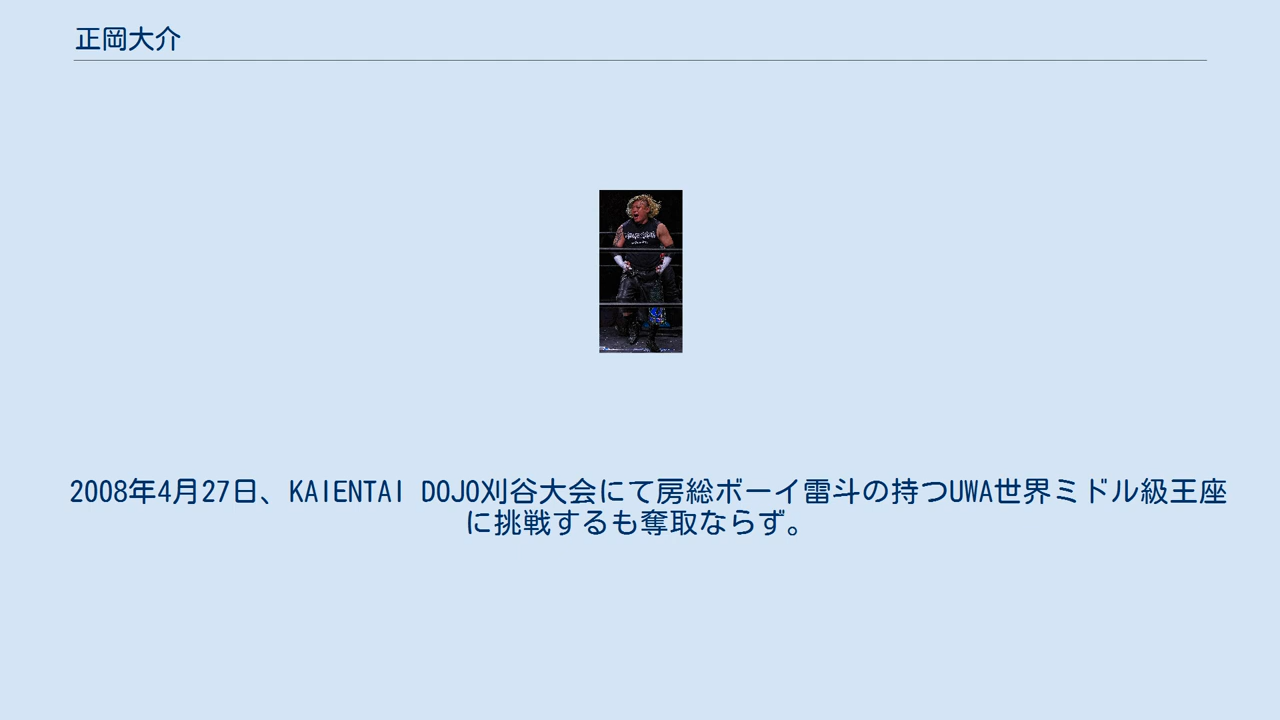 正岡大介
2008年4月27日、KAIENTAI DOJO刈谷大会にて房総ボーイ雷斗の持つUWA世界ミドル級王座
に挑戦するも奪取ならず。